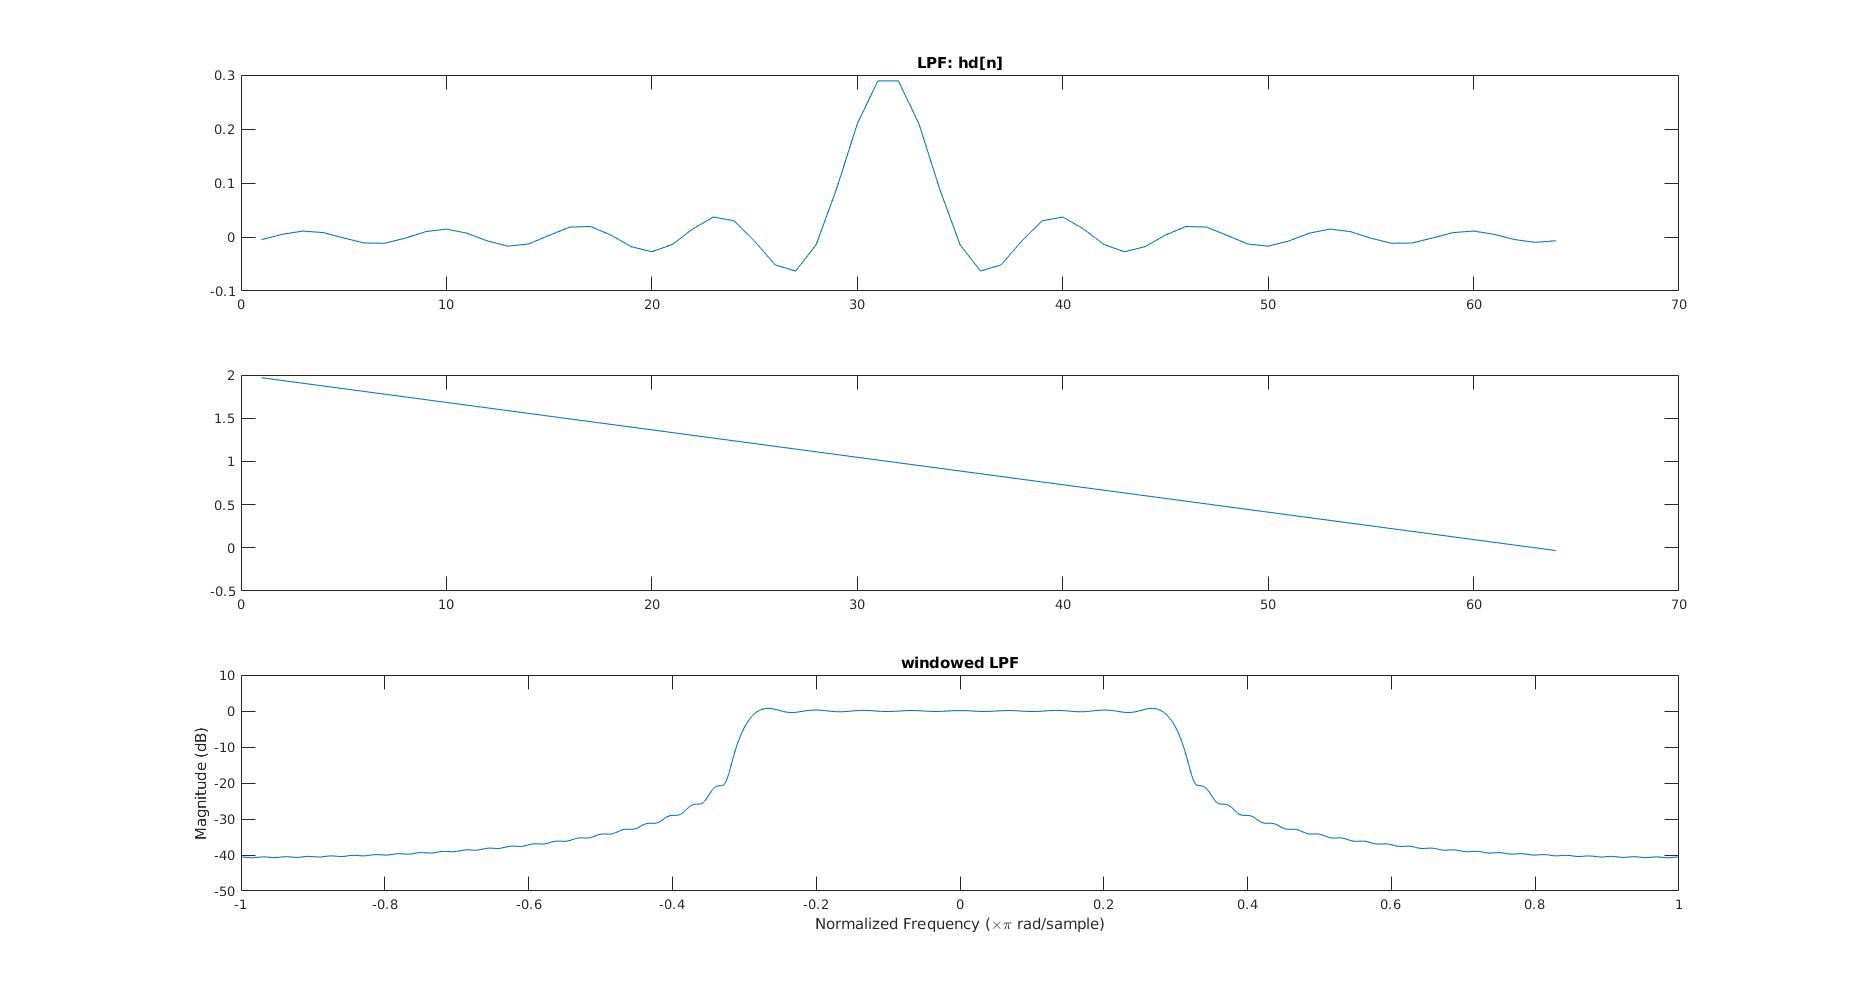 LPF: hd[n]
0.3
0.2
0.1
0
-0.1
0 10 20 30 40 50 60 70
2
1.5
1
0.5
0
-0.5
0 10 20 30 40 50 60 70
windowed LPF
Magnitude (dB)
10
0
-10
-20
-30
-40
-50
-1 -0.8 -0.6 -0.4 -0.2 0 0.2 0.4 0.6 0.8 1
Normalized Frequency (×π rad/sample)